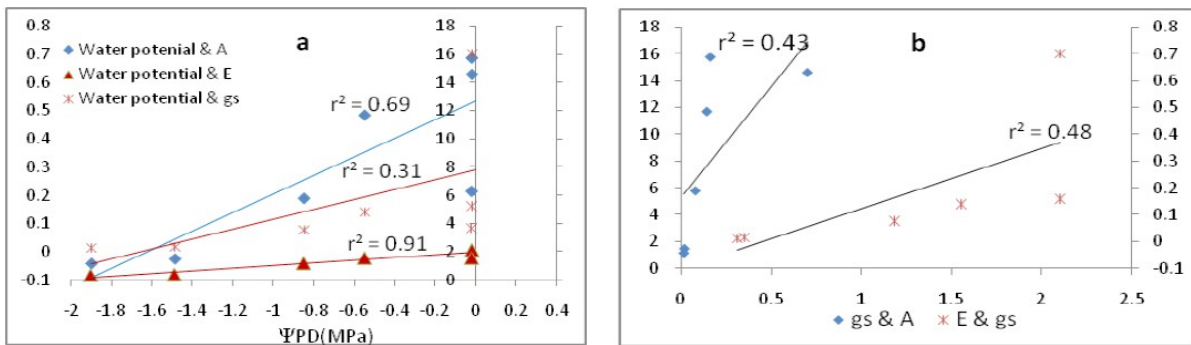 a
Water potenial & A
Water potential & E
Water potential & gs
0.8
0.7
0.6
0.5
0.4
0.3
0.2
0.1
0
-0.1
18
16
14
12
10
8
6
4
2
0
r² = 0.69
r² = 0.31
r² = 0.91
-2 -1.8 -1.6 -1.4 -1.2 -1 -0.8 -0.6 -0.4 -0.2 0 0.2 0.4
ΨPD(MPa)
b
18
16
14
12
10
8
6
4
2
0
0.8
0.7
0.6
0.5
0.4
0.3
0.2
0.1
0
-0.1
r² = 0.43
r² = 0.48
0 0.5 1 1.5 2 2.5
gs & A E & gs